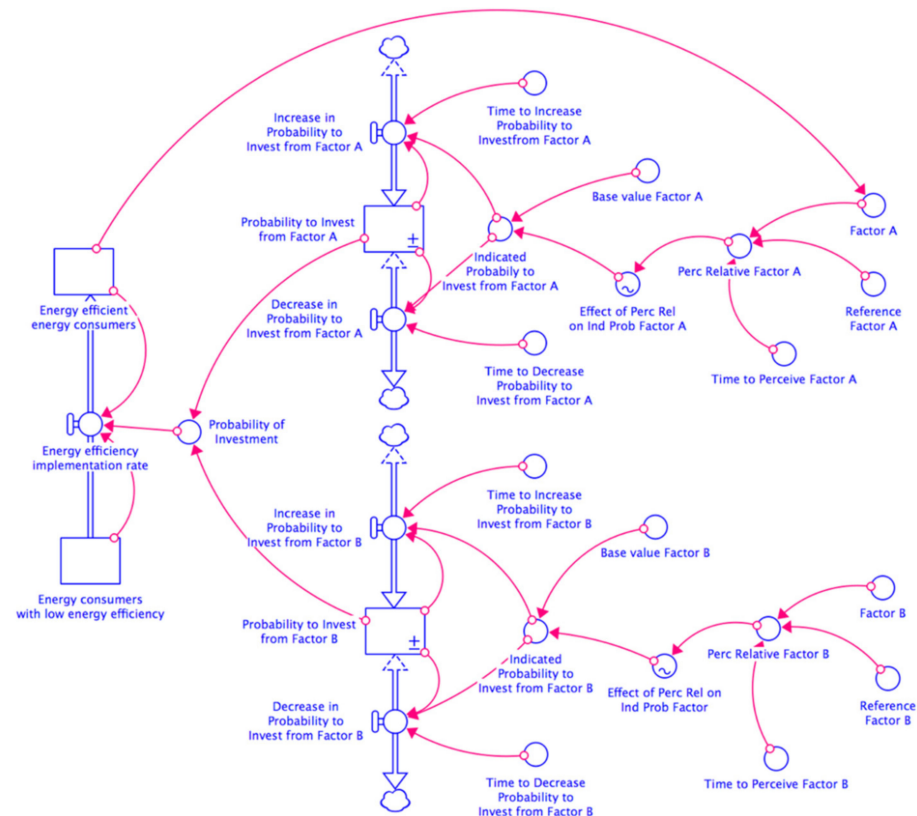 Increase in
Probability to
Invest from Factor A
Time to Increase
Probability to
Investfrom Factor A
Base value Factor A
Probability to Invest
from Factor A
±
Indicated
Probabily to
Invest from Factor A
Factor A
Perc Relative Factor A
Energy efficient
energy consumers
Decrease in
Probability to
Invest from Factor A
Effect of Perc Rel
on Ind Prob Factor A
Reference
Factor A
Time to Decrease
Probability to
Invest from Factor A
Time to Perceive Factor A
Probability of
Investment
Energy efficiency
implementation rate
Increase in
Probability to
Invest from Factor B
Time to Increase
Probability to
Invest from Factor B
Base value Factor B
Energy consumers
with low energy efficiency
Probability to Invest
from Factor B
±
Indicated
Probability to
Invest from Factor B
Factor B
Perc Relative Factor B
Effect of Perc Rel on
Ind Prob Factor
Reference
Factor B
Decrease in
Probability to
Invest from Factor B
Time to Decrease
Probability to
Invest from Factor B
Time to Perceive Factor B